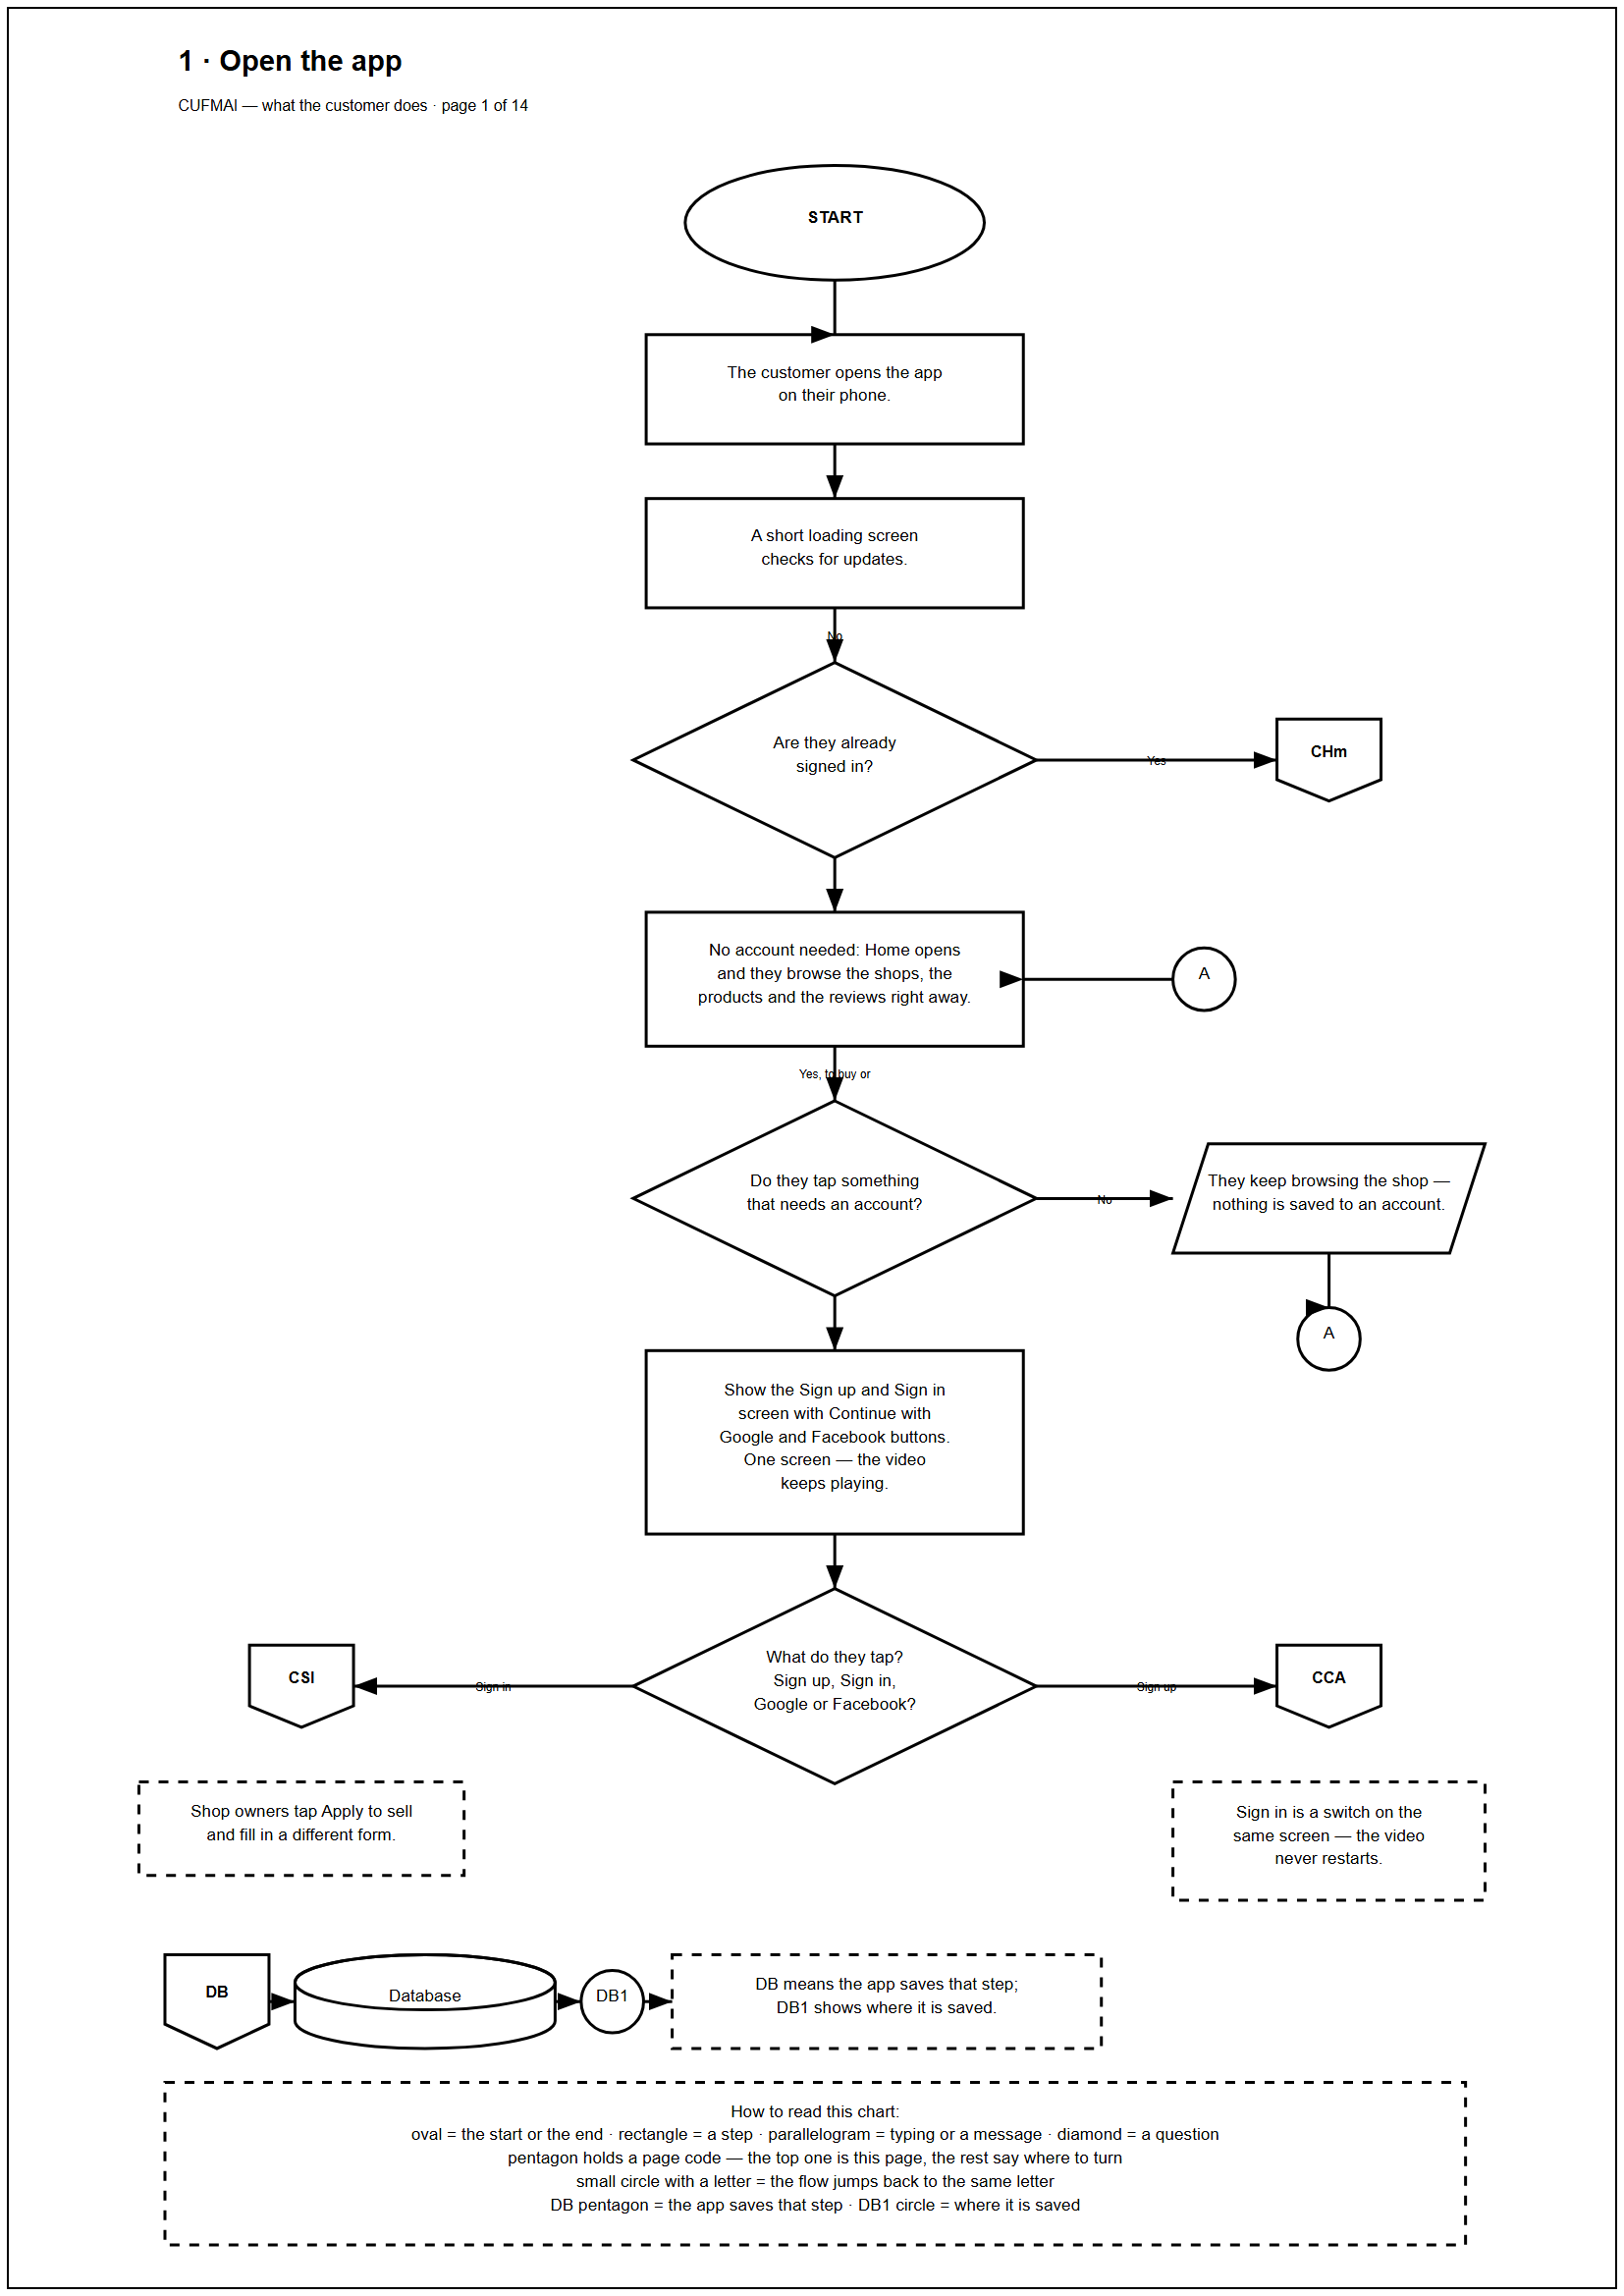 1 · Open the app
CUFMAI — what the customer does · page 1 of 14
START
The customer opens the app
on their phone.
A short loading screen
checks for updates.
No
Are they already
signed in?
Yes
CHm
No account needed: Home opens
and they browse the shops, the
products and the reviews right away.
A
Yes, to buy or
Do they tap something
that needs an account?
No
They keep browsing the shop —
nothing is saved to an account.
A
Show the Sign up and Sign in
screen with Continue with
Google and Facebook buttons.
One screen — the video
keeps playing.
What do they tap?
Sign up, Sign in,
Google or Facebook?
Sign in
CSI
Sign up
CCA
Shop owners tap Apply to sell
and fill in a different form.
Sign in is a switch on the
same screen — the video
never restarts.
DB
Database
DB1
DB means the app saves that step;
DB1 shows where it is saved.
How to read this chart:
oval = the start or the end · rectangle = a step · parallelogram = typing or a message · diamond = a question
pentagon holds a page code — the top one is this page, the rest say where to turn
small circle with a letter = the flow jumps back to the same letter
DB pentagon = the app saves that step · DB1 circle = where it is saved